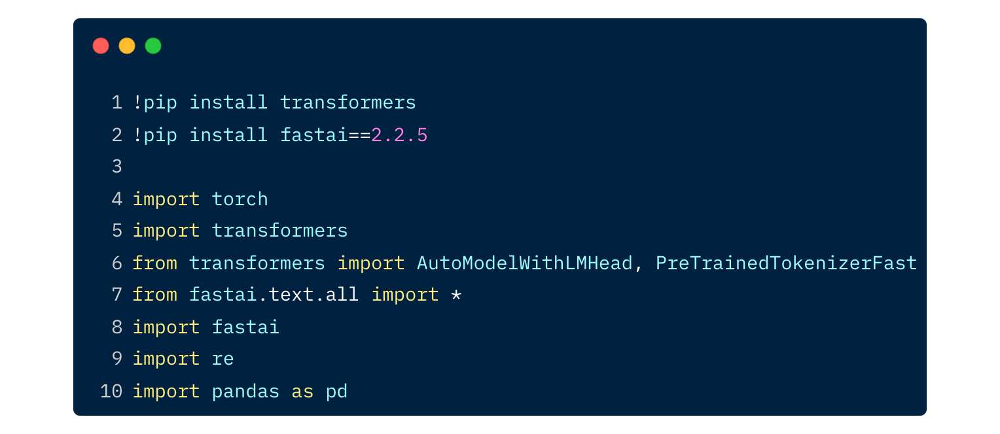 1 !pip install transformers
2 !pip install fastai==2.2.5
3
4 import torch
5 import transformers
6 from transformers import AutoModelWithLMHead, PreTrainedTokenizerFast
7 from fastai.text.all import *
8 import fastai
9 import re
10 import pandas as pd